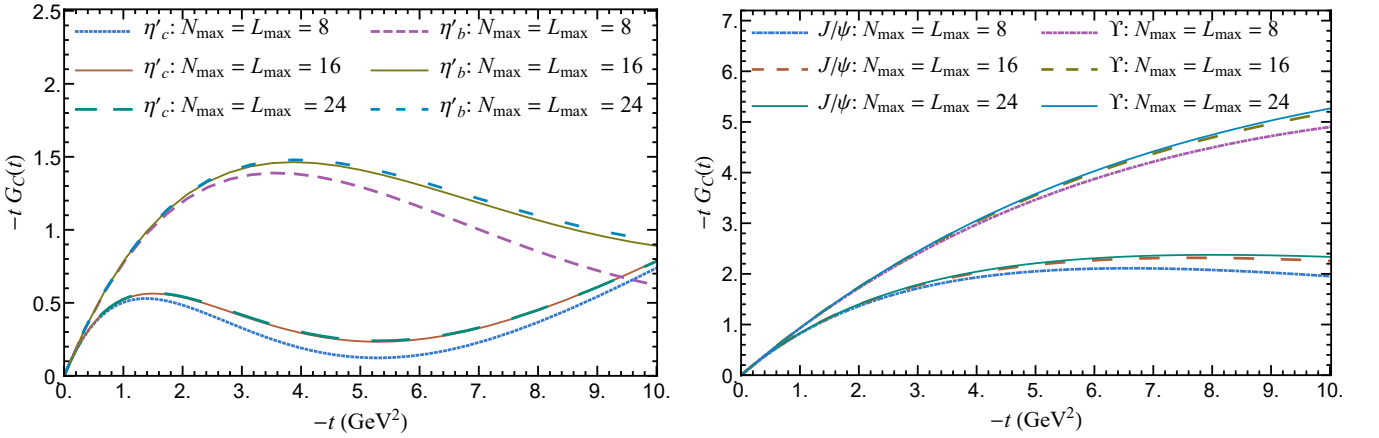 η′c: Nmax = Lmax = 8
η′b: Nmax = Lmax = 8
η′c: Nmax = Lmax = 16
η′b: Nmax = Lmax = 16
η′c: Nmax = Lmax = 24
η′b: Nmax = Lmax = 24
2.5
2.
1.5
1.
0.5
0.
−t GC(t)
0. 1. 2. 3. 4. 5. 6. 7. 8. 9. 10.
−t (GeV²)
J/ψ: Nmax = Lmax = 8
Υ: Nmax = Lmax = 8
J/ψ: Nmax = Lmax = 16
Υ: Nmax = Lmax = 16
J/ψ: Nmax = Lmax = 24
Υ: Nmax = Lmax = 24
7.
6.
5.
4.
3.
2.
1.
0.
−t GC(t)
0. 1. 2. 3. 4. 5. 6. 7. 8. 9. 10.
−t (GeV²)